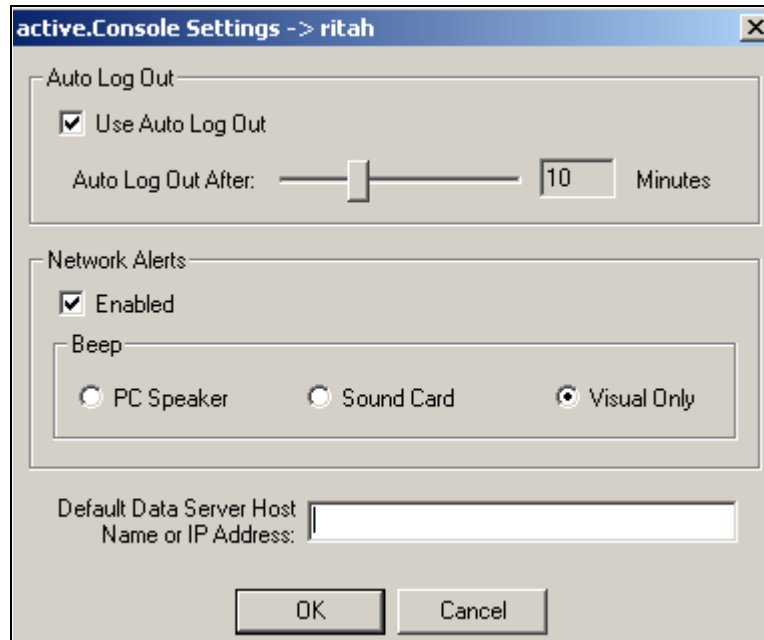 active.Console Settings -> ritah
Auto Log Out
Use Auto Log Out
Auto Log Out After: 10 Minutes
Network Alerts
Enabled
Beep
PC Speaker Sound Card Visual Only
Default Data Server Host
Name or IP Address:
OK Cancel